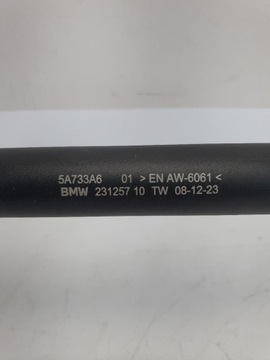 5A733A6 01 > EN AW-6061 <
BMW 231257 10 TW 08-12-23